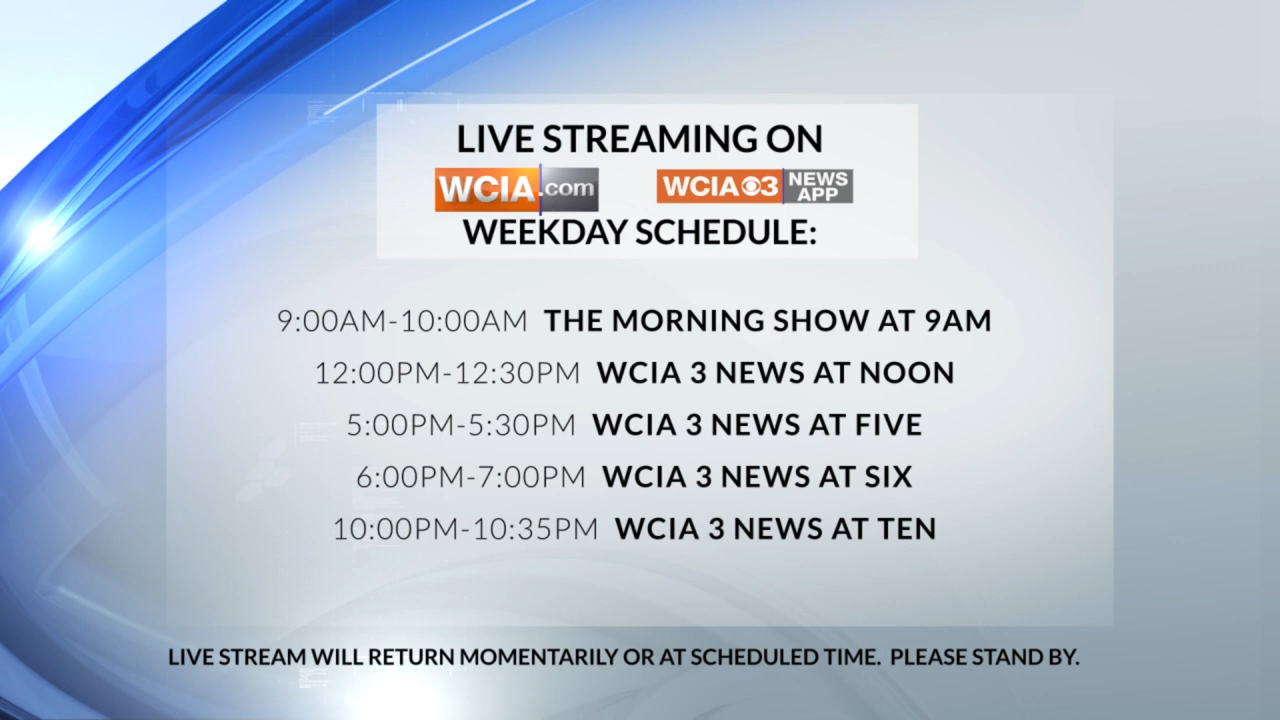 LIVE STREAMING ON
WCIA.com WCIA 3 NEWS APP
WEEKDAY SCHEDULE:
9:00AM-10:00AM THE MORNING SHOW AT 9AM
12:00PM-12:30PM WCIA 3 NEWS AT NOON
5:00PM-5:30PM WCIA 3 NEWS AT FIVE
6:00PM-7:00PM WCIA 3 NEWS AT SIX
10:00PM-10:35PM WCIA 3 NEWS AT TEN
LIVE STREAM WILL RETURN MOMENTARILY OR AT SCHEDULED TIME. PLEASE STAND BY.